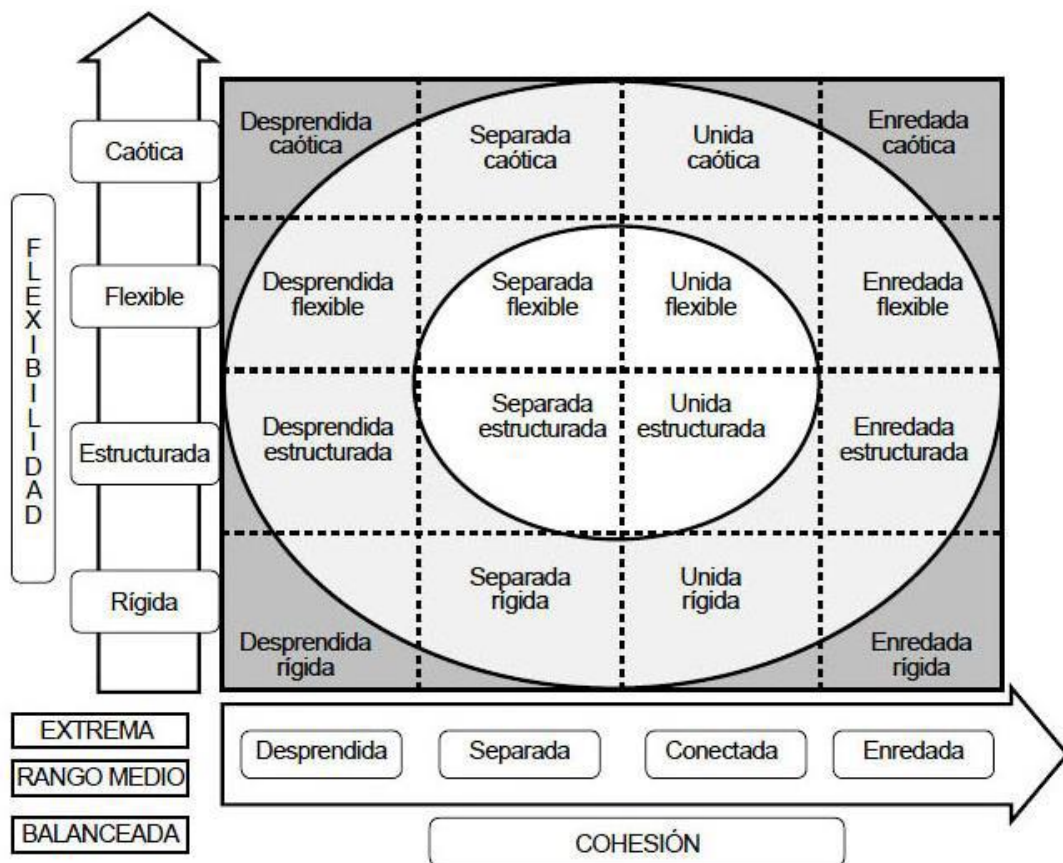 FLEXIBILIDAD
Caótica
Flexible
Estructurada
Rígida
Desprendida
caótica
Separada
caótica
Unida
caótica
Enredada
caótica
Desprendida
flexible
Separada
flexible
Unida
flexible
Enredada
flexible
Desprendida
estructurada
Separada
estructurada
Unida
estructurada
Enredada
estructurada
Desprendida
rígida
Separada
rígida
Unida
rígida
Enredada
rígida
EXTREMA
RANGO MEDIO
BALANCEADA
Desprendida
Separada
Conectada
Enredada
COHESIÓN